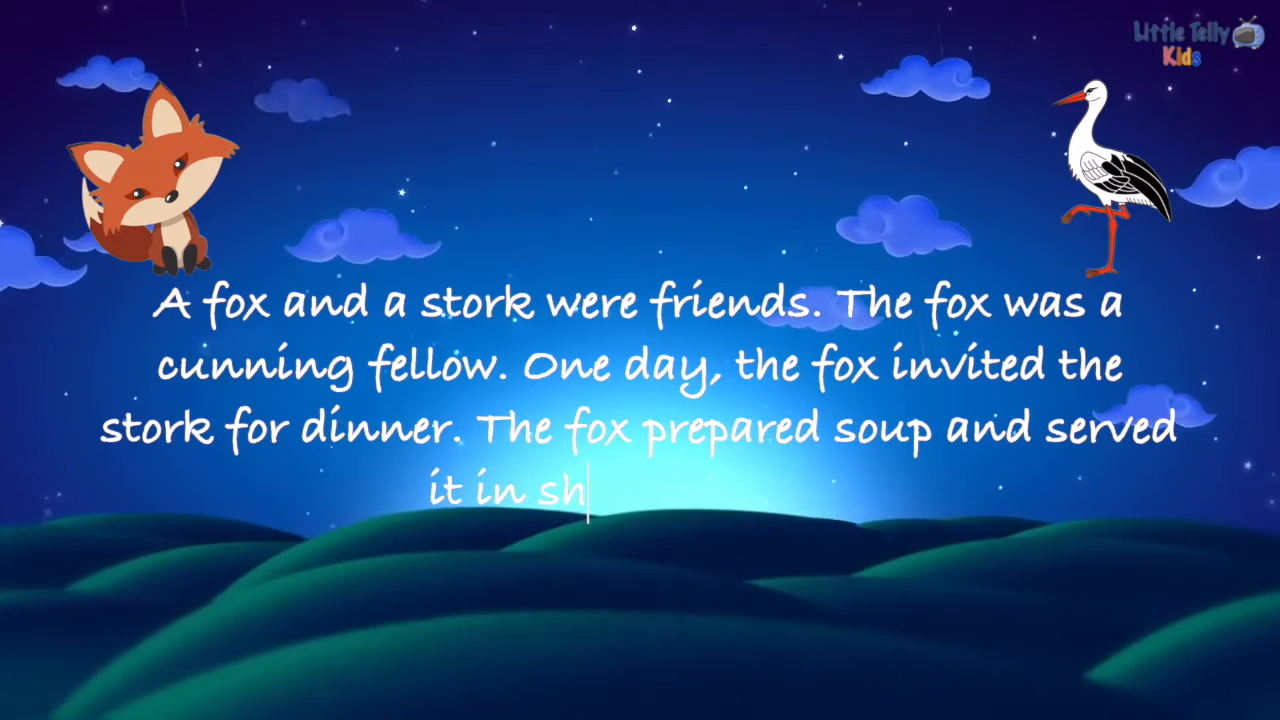 Little Telly
Kids
A fox and a stork were friends. The fox was a
cunning fellow. One day, the fox invited the
stork for dinner. The fox prepared soup and served
it in sh